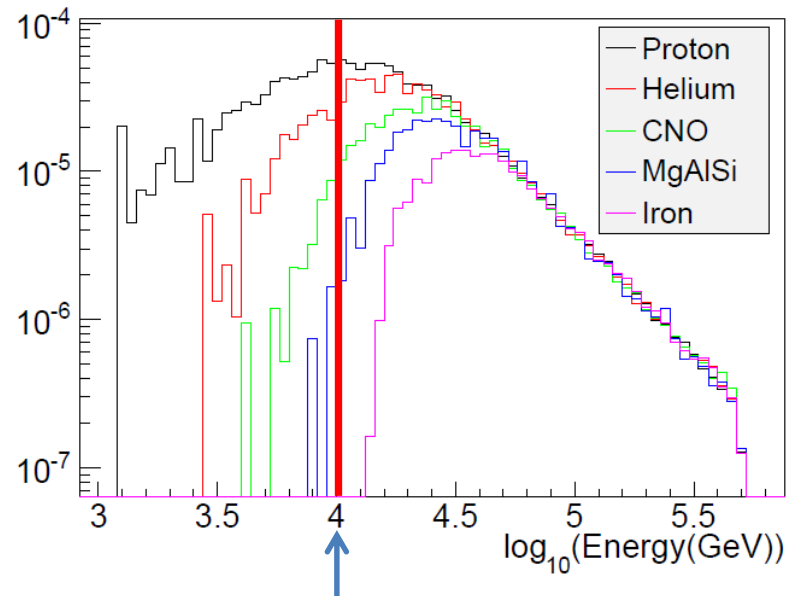 10⁻⁴
10⁻⁵
10⁻⁶
10⁻⁷
Proton
Helium
CNO
MgAlSi
Iron
3 3.5 4 4.5 5 5.5
log₁₀(Energy(GeV))